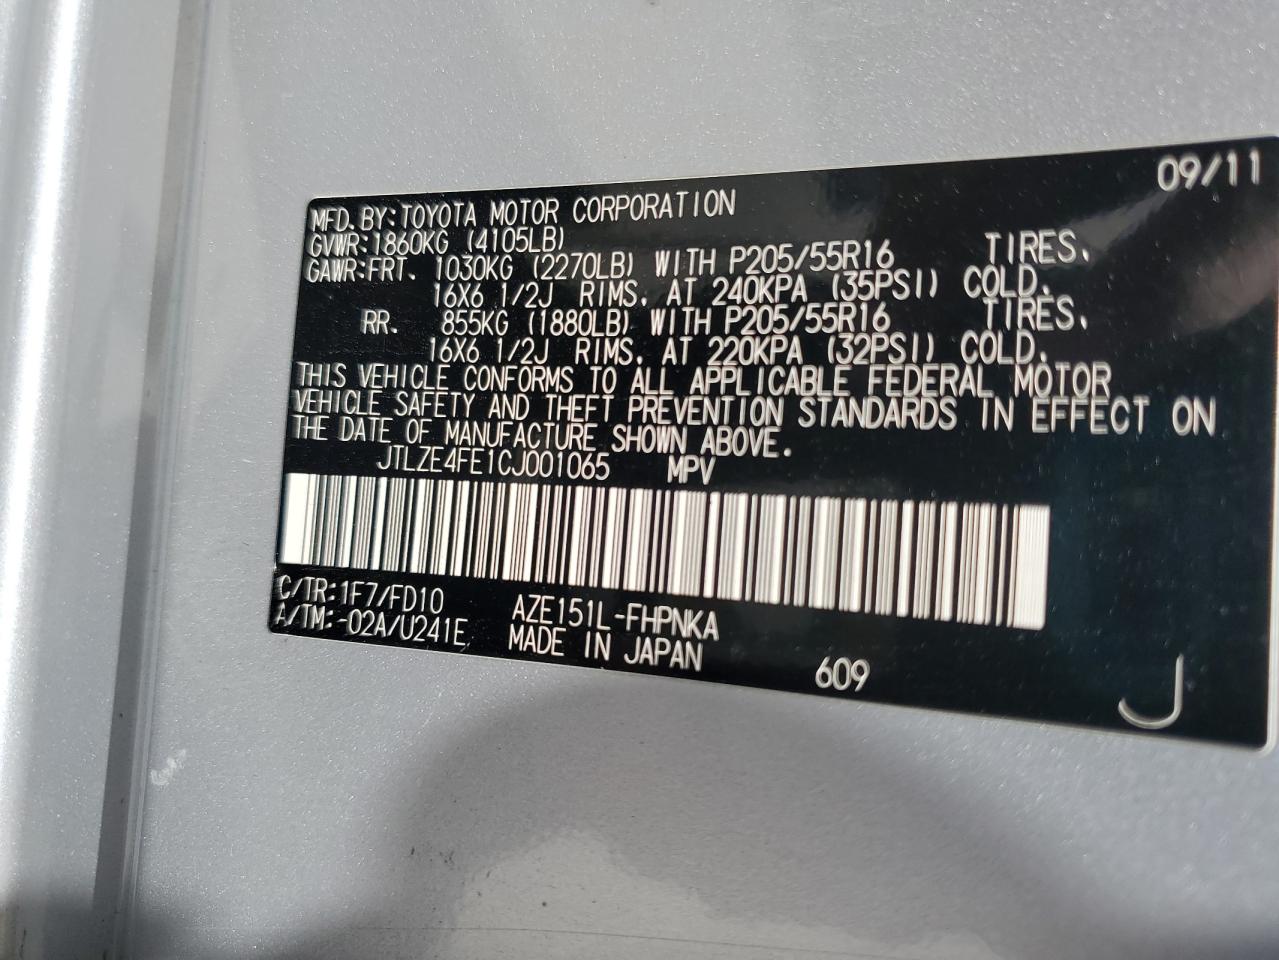 09/11
MFD.BY:TOYOTA MOTOR CORPORATION
GVWR:1860KG (4105LB)
GAWR:FRT. 1030KG (2270LB) WITH P205/55R16 TIRES.
16X6 1/2J RIMS. AT 240KPA (35PSI) COLD.
RR. 855KG (1880LB) WITH P205/55R16 TIRES.
16X6 1/2J RIMS. AT 220KPA (32PSI) COLD.
THIS VEHICLE CONFORMS TO ALL APPLICABLE FEDERAL MOTOR
VEHICLE SAFETY AND THEFT PREVENTION STANDARDS IN EFFECT ON
THE DATE OF MANUFACTURE SHOWN ABOVE.
JTLZE4FE1CJ001065 MPV
C/TR:1F7/FD10 AZE151L-FHPNKA
A/TM:-02A/U241E MADE IN JAPAN
609
J